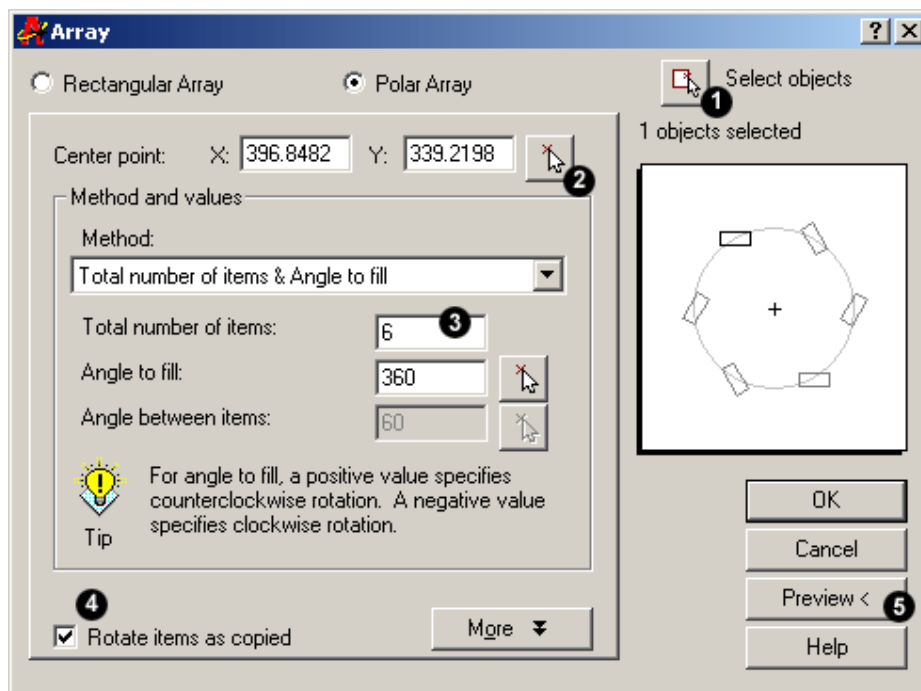 Array
Rectangular Array
Polar Array
Select objects
1
1 objects selected
Center point: X: 396.8482 Y: 339.2198
2
Method and values
Method:
Total number of items & Angle to fill
Total number of items: 6
3
Angle to fill: 360
Angle between items: 60
Tip
For angle to fill, a positive value specifies
counterclockwise rotation. A negative value
specifies clockwise rotation.
4
Rotate items as copied
More
OK
Cancel
Preview <
5
Help